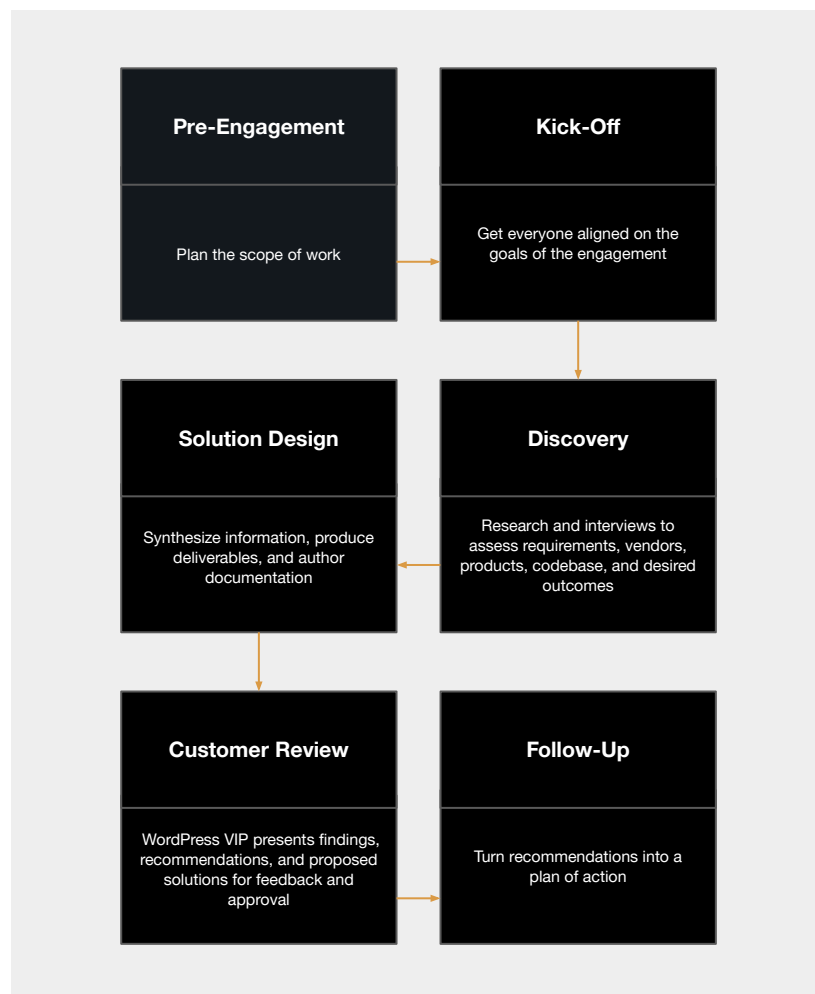 Pre-Engagement
Plan the scope of work
Kick-Off
Get everyone aligned on the
goals of the engagement
Discovery
Research and interviews to
assess requirements, vendors,
products, codebase, and desired
outcomes
Solution Design
Synthesize information, produce
deliverables, and author
documentation
Customer Review
WordPress VIP presents findings,
recommendations, and proposed
solutions for feedback and
approval
Follow-Up
Turn recommendations into a
plan of action